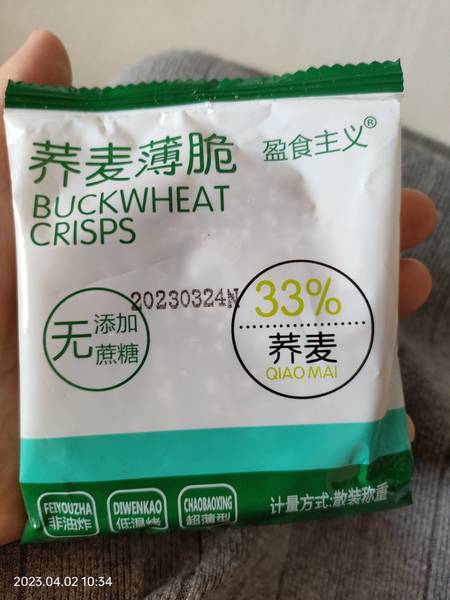 荞麦薄脆
盈食主义®
BUCKWHEAT
CRISPS
20230324N
无添加
蔗糖
33%
荞麦
QIAO MAI
FEIYOUZHA
非油炸
DIWENKAO
低温烤
CHAOBAOXING
超薄型
计量方式:散装称重
2023.04.02 10:34